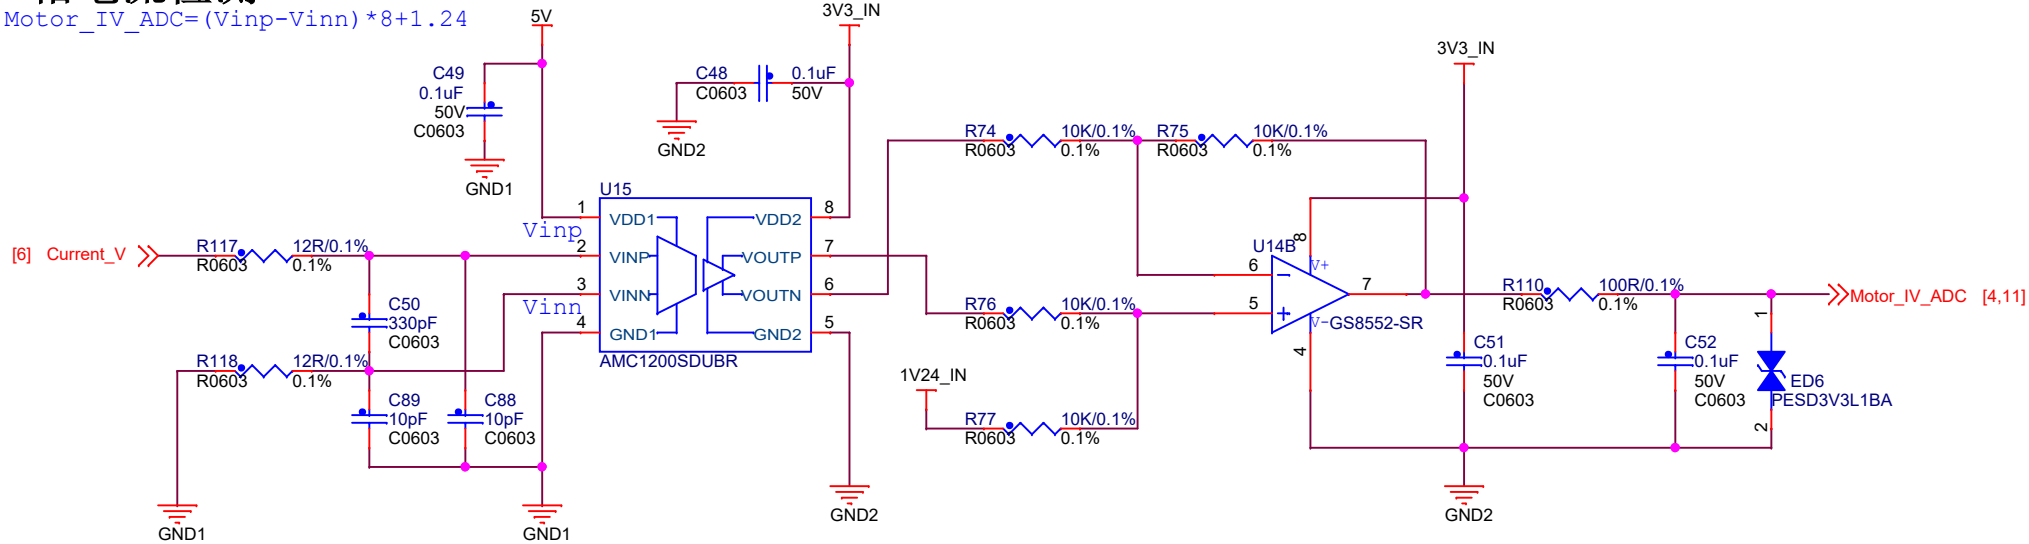 Motor_IV_ADC=(Vinp-Vinn)*8+1.24
5V
3V3_IN
3V3_IN
C49
0.1uF
50V
C0603
GND1
C48
C0603
0.1uF
50V
GND2
R74
R0603
10K/0.1%
0.1%
R75
R0603
10K/0.1%
0.1%
U15
1
2
3
4
VDD1
VINP
VINN
GND1
VDD2
VOUTP
VOUTN
GND2
8
7
6
5
AMC1200SDUBR
Vinp
Vinn
[6] Current_V
R117
R0603
12R/0.1%
0.1%
C50
330pF
C0603
R118
R0603
12R/0.1%
0.1%
C89
10pF
C0603
C88
10pF
C0603
GND1
GND1
GND2
R76
R0603
10K/0.1%
0.1%
1V24_IN
R77
R0603
10K/0.1%
0.1%
U14B
8
V+
6
5
7
V-
GS8552-SR
4
R110
R0603
100R/0.1%
0.1%
Motor_IV_ADC [4,11]
C51
0.1uF
50V
C0603
C52
0.1uF
50V
C0603
1
ED6
PESD3V3L1BA
2
GND2